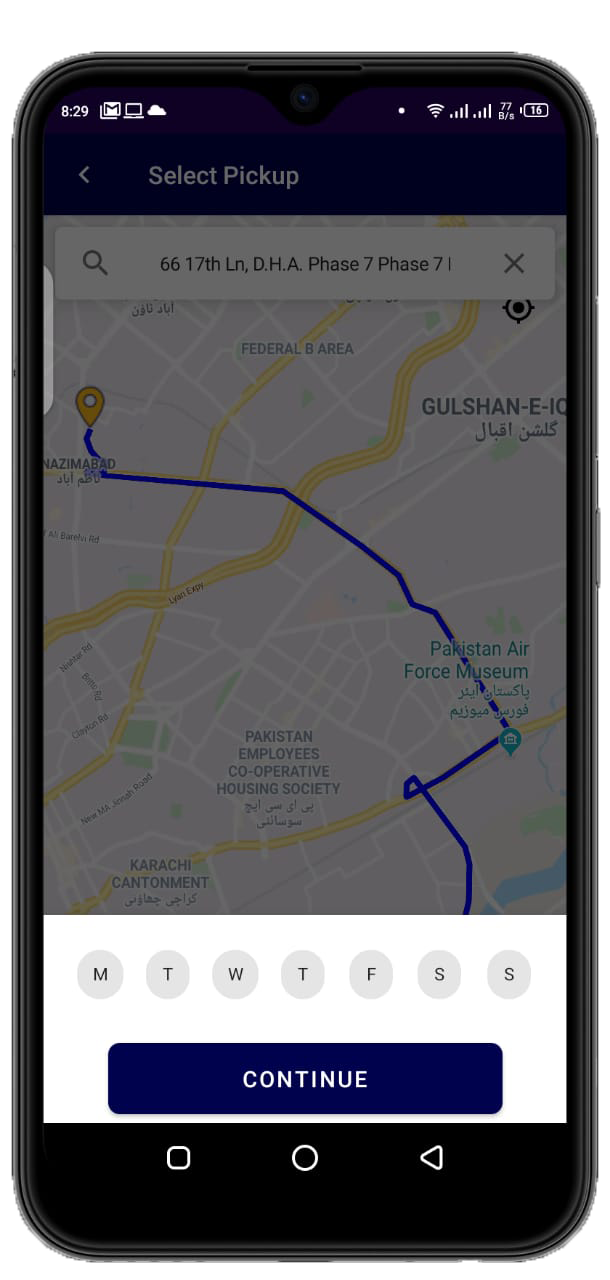 8:29
77
B/s
16
Select Pickup
66 17th Ln, D.H.A. Phase 7 Phase 7
آباد ٹاؤن
FEDERAL B AREA
GULSHAN-E-IQ
گلشن اقبال
NAZIMABAD
ناظم آباد
Ali Barelvi Rd
Lyari Expy
Nishtar Rd
Britto Rd
Clayton Rd
Pakistan Air
Force Museum
پاکستان ایئر
فورس میوزیم
PAKISTAN
EMPLOYEES
CO-OPERATIVE
HOUSING SOCIETY
پی ای سی ایچ
سوسائٹی
New MA Jinnah Road
KARACHI
CANTONMENT
کراچی چھاؤنی
M T W T F S S
CONTINUE